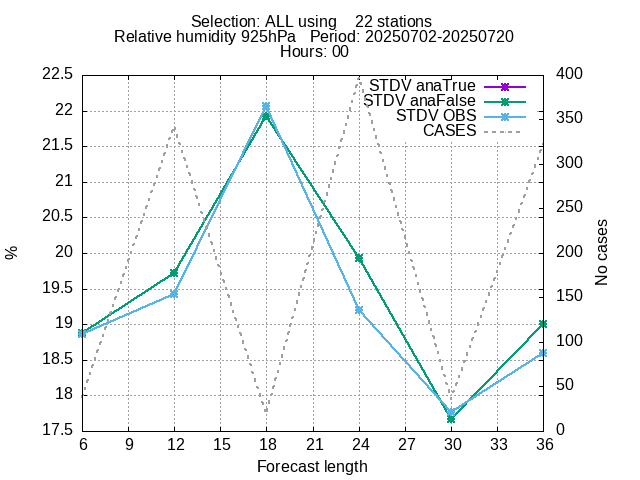 Selection: ALL using    22 stations
Relative humidity 925hPa   Period: 20250702-20250720
Hours: 00
STDV anaTrue
STDV anaFalse
STDV OBS
CASES
22.5
22
21.5
21
20.5
20
19.5
19
18.5
18
17.5
%
400
350
300
250
200
150
100
50
0
No cases
6 9 12 15 18 21 24 27 30 33 36
Forecast length